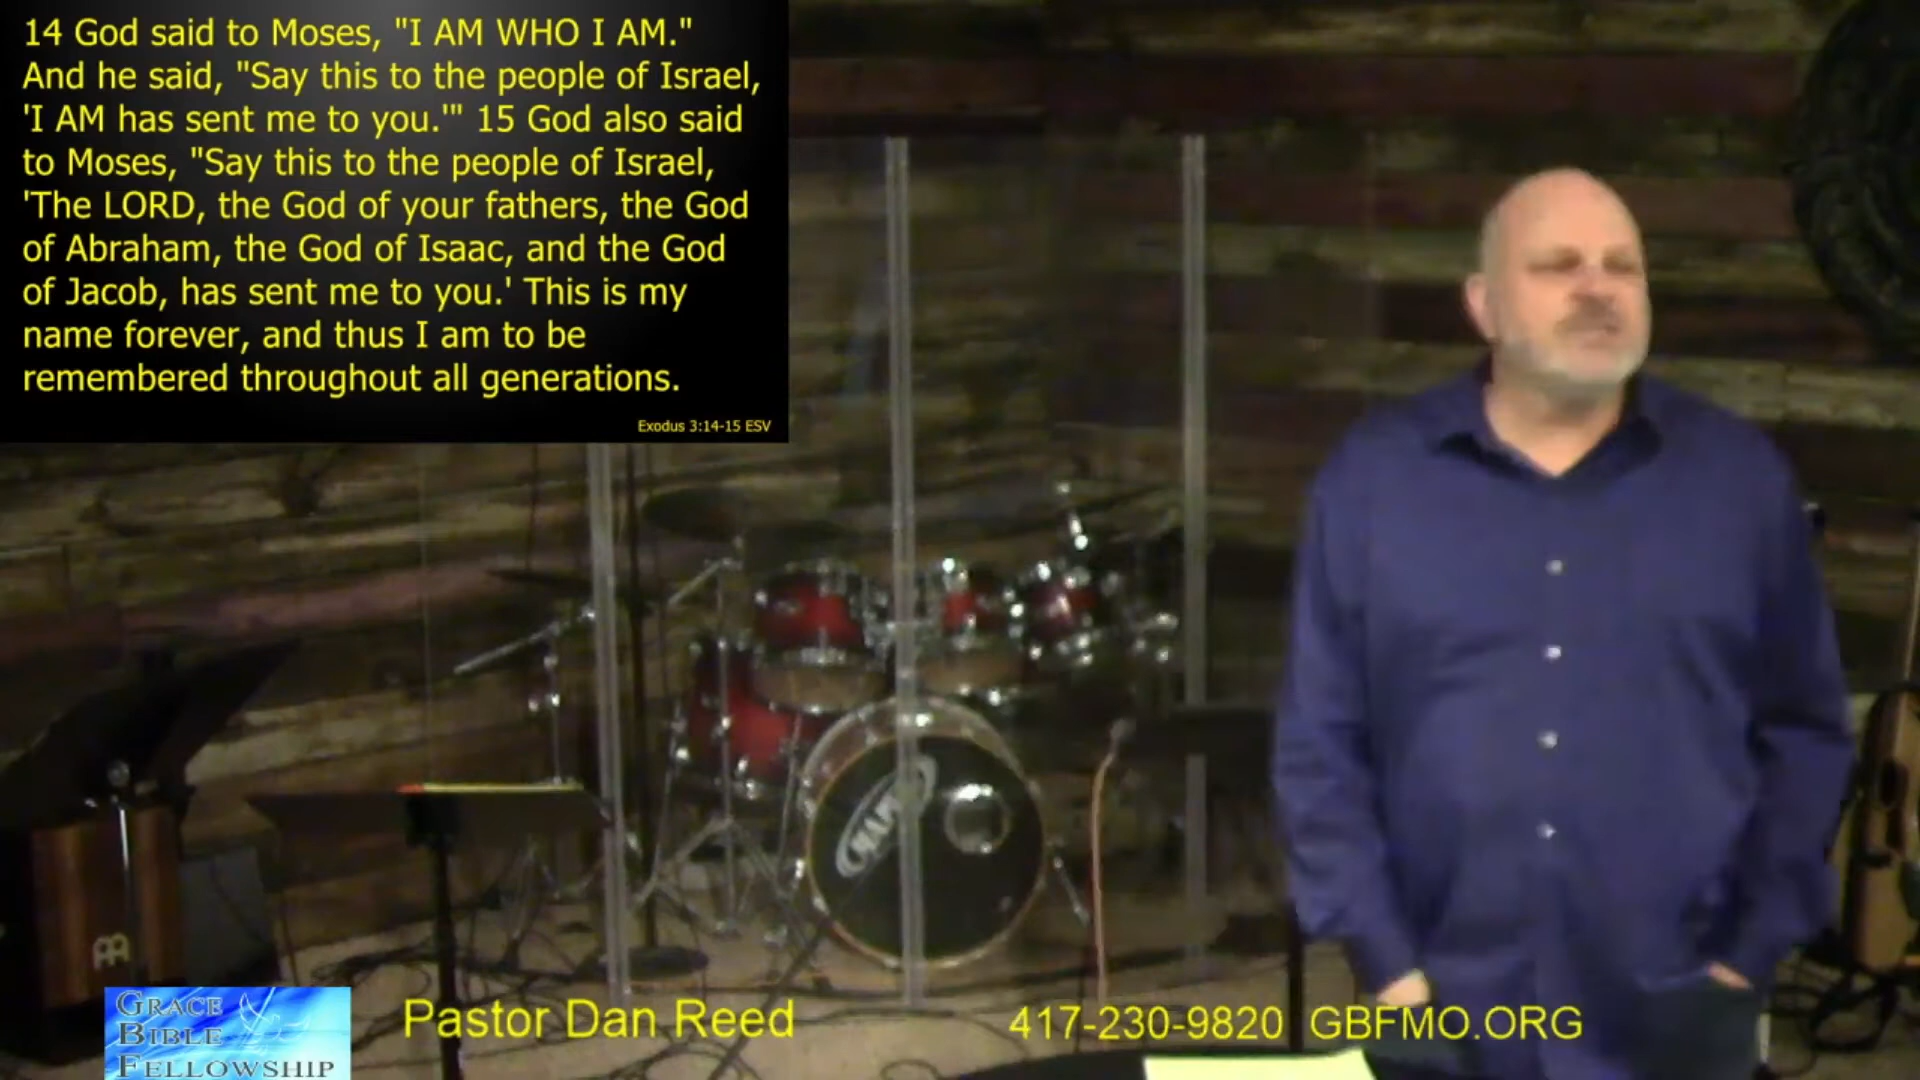 14 God said to Moses, "I AM WHO I AM."
And he said, "Say this to the people of Israel,
'I AM has sent me to you.'" 15 God also said
to Moses, "Say this to the people of Israel,
'The LORD, the God of your fathers, the God
of Abraham, the God of Isaac, and the God
of Jacob, has sent me to you.' This is my
name forever, and thus I am to be
remembered throughout all generations.
Exodus 3:14-15 ESV
MAPEX
GRACE
BIBLE
FELLOWSHIP
Pastor Dan Reed
417-230-9820 GBFMO.ORG